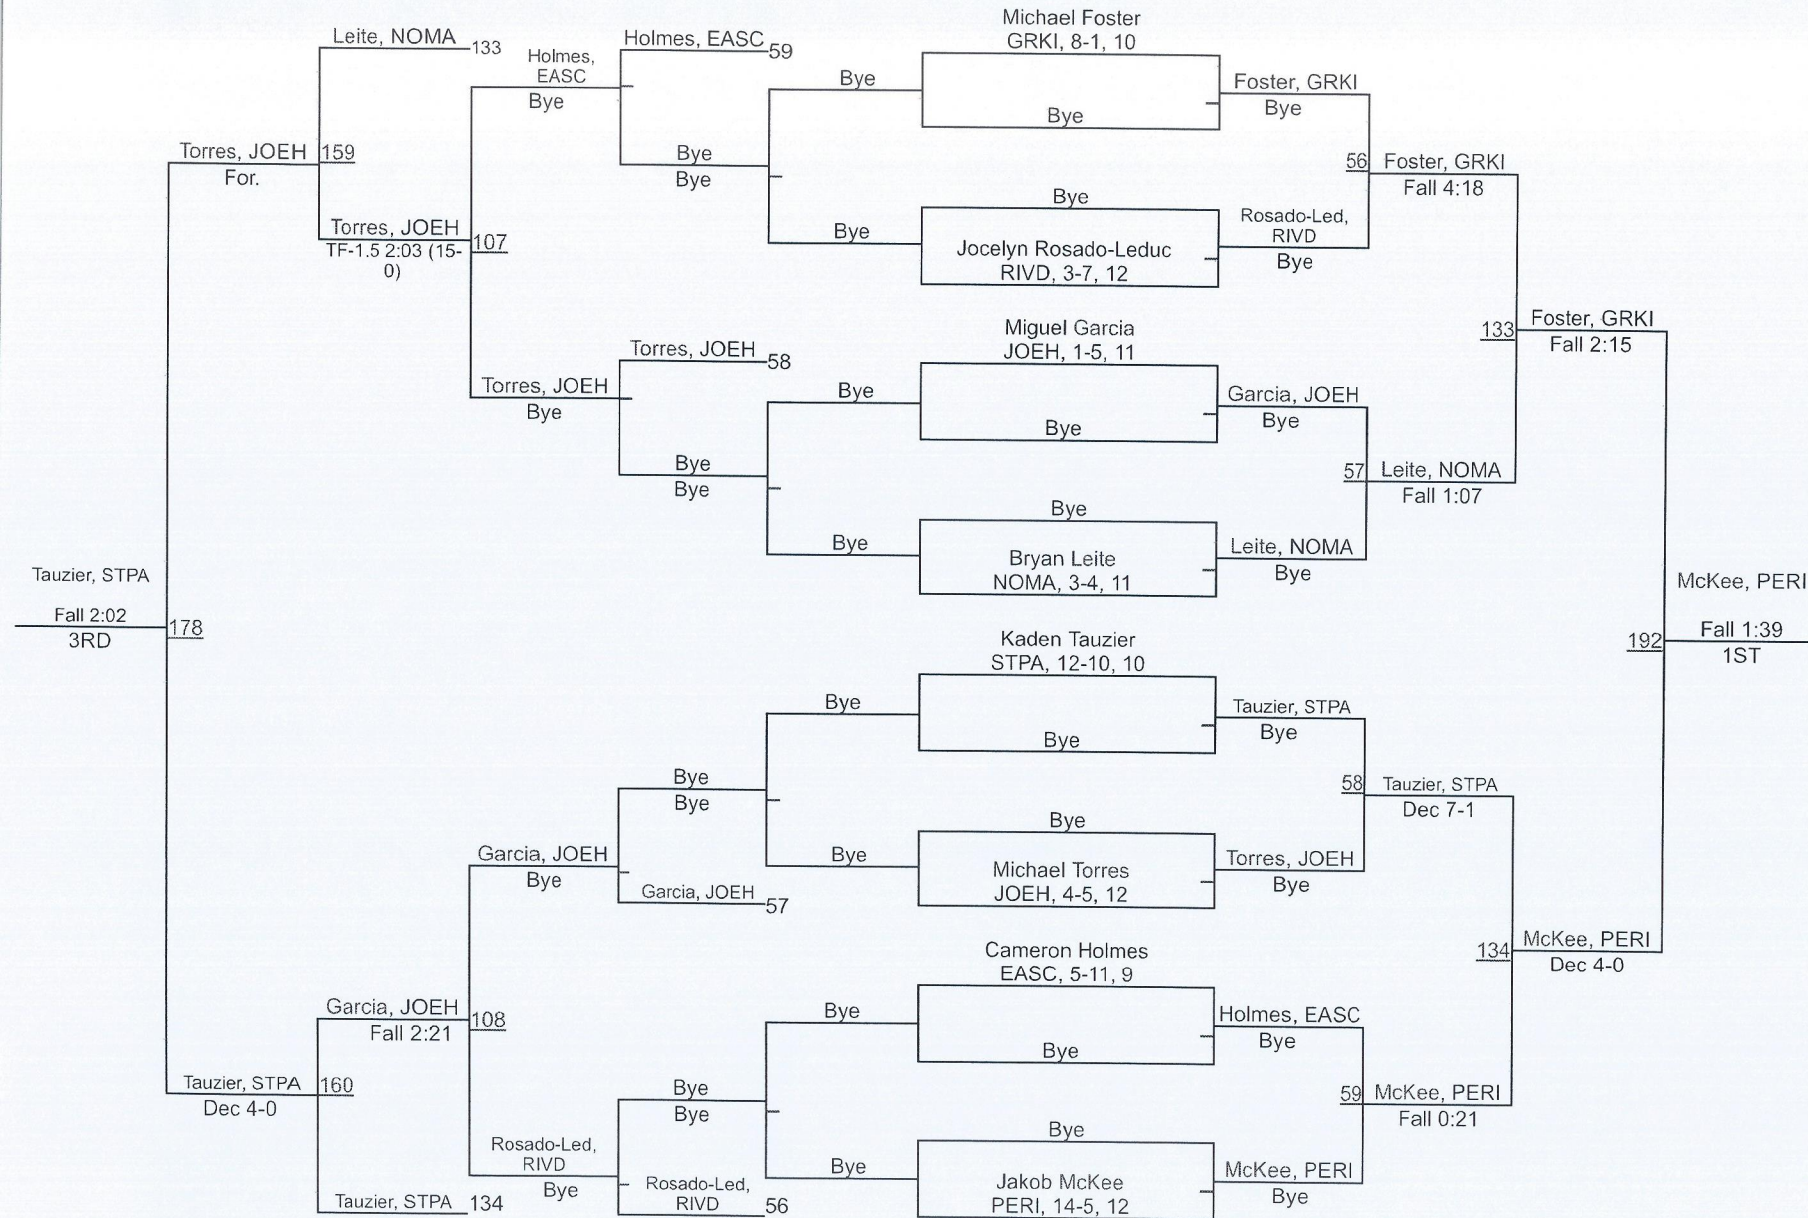 Michael Foster
GRKI, 8-1, 10
Leite, NOMA
133
Holmes, EASC
59
Holmes,
EASC
Bye
Bye
Foster, GRKI
Bye
Bye
Torres, JOEH
For.
159
Bye
Bye
56
Foster, GRKI
Fall 4:18
Bye
Torres, JOEH
TF-1.5 2:03 (15-
0)
107
Bye
Jocelyn Rosado-Leduc
RIVD, 3-7, 12
Rosado-Led,
RIVD
Bye
Miguel Garcia
JOEH, 1-5, 11
133
Foster, GRKI
Fall 2:15
Torres, JOEH
58
Torres, JOEH
Bye
Bye
Bye
Garcia, JOEH
Bye
Bye
Bye
57
Leite, NOMA
Fall 1:07
Bye
Bye
Bryan Leite
NOMA, 3-4, 11
Leite, NOMA
Bye
Tauzier, STPA
Fall 2:02
3RD
178
McKee, PERI
192
Fall 1:39
1ST
Kaden Tauzier
STPA, 12-10, 10
Bye
Bye
Tauzier, STPA
Bye
Bye
Bye
58
Tauzier, STPA
Dec 7-1
Bye
Garcia, JOEH
Bye
Bye
Michael Torres
JOEH, 4-5, 12
Torres, JOEH
Bye
Garcia, JOEH
57
Cameron Holmes
EASC, 5-11, 9
134
McKee, PERI
Dec 4-0
Garcia, JOEH
Fall 2:21
108
Bye
Bye
Holmes, EASC
Bye
Tauzier, STPA
Dec 4-0
160
Bye
Bye
59
McKee, PERI
Fall 0:21
Bye
Rosado-Led,
RIVD
Bye
Bye
Jakob McKee
PERI, 14-5, 12
McKee, PERI
Bye
Tauzier, STPA
134
Rosado-Led,
RIVD
56